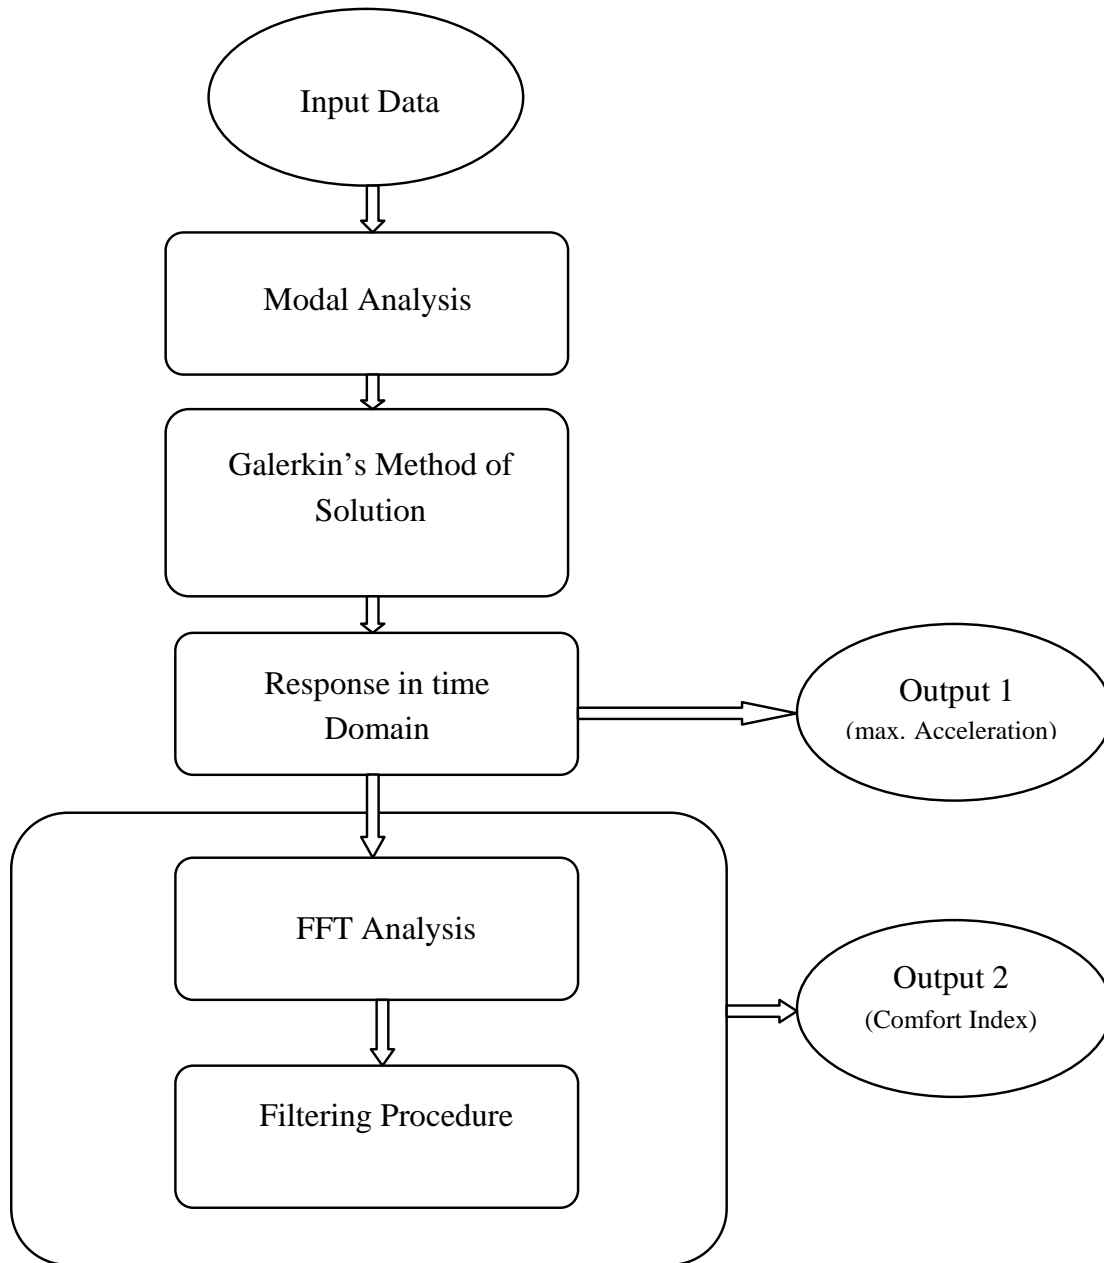 Input Data
Modal Analysis
Galerkin’s Method of
Solution
Response in time
Domain
Output 1
(max. Acceleration)
FFT Analysis
Output 2
(Comfort Index)
Filtering Procedure